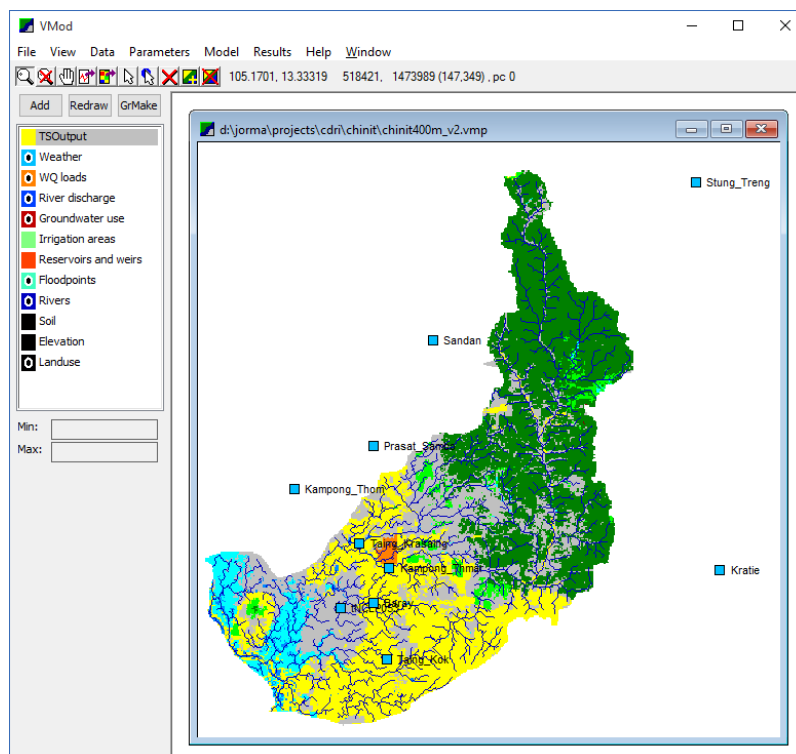 VMod
File View Data Parameters Model Results Help Window
105.1701, 13.33319 518421, 1473989 (147,349) , pc 0
Add Redraw GrMake
TSOutput
Weather
WQ loads
River discharge
Groundwater use
Irrigation areas
Reservoirs and weirs
Floodpoints
Rivers
Soil
Elevation
Landuse
Min:
Max:
d:\jorma\projects\cdri\chinit\chinit400m_v2.vmp
Stung_Treng
Sandan
Kampong_Thom
Kampong_Thmar
Kratie
Baray
Taing_Kok